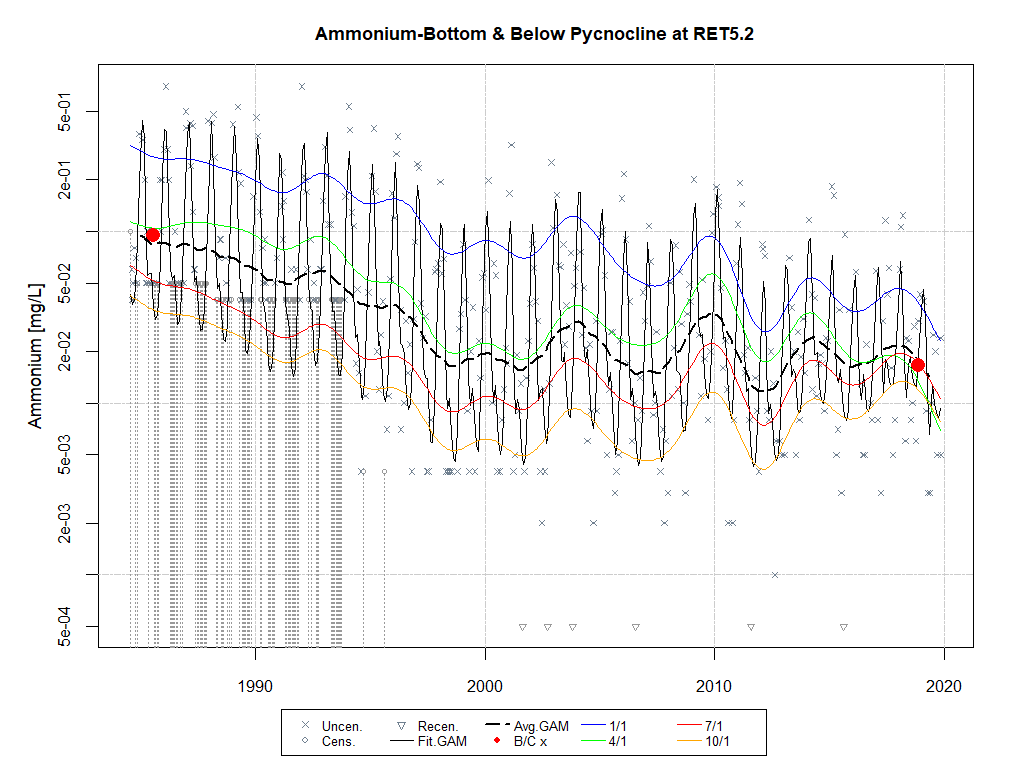 Ammonium-Bottom & Below Pycnocline at RET5.2
Ammonium [mg/L]
5e-01
2e-01
5e-02
2e-02
5e-03
2e-03
5e-04
1990 2000 2010 2020
Uncen. Recen. Avg.GAM 1/1 7/1
Cens. Fit.GAM B/C x 4/1 10/1